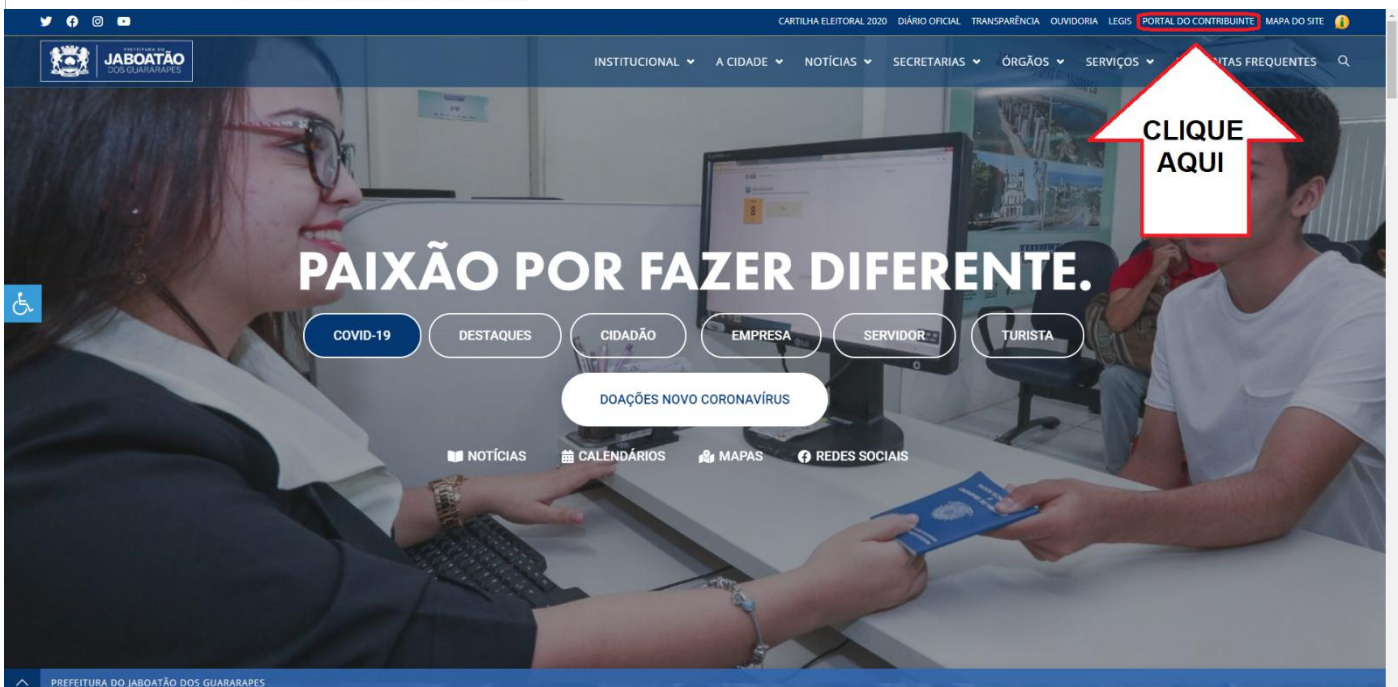 CARTILHA ELEITORAL 2020 DIÁRIO OFICIAL TRANSPARÊNCIA OUVIDORIA LEGIS PORTAL DO CONTRIBUINTE MAPA DO SITE
PREFEITURA DO
JABOATÃO
DOS GUARARAPES
INSTITUCIONAL A CIDADE NOTÍCIAS SECRETARIAS ÓRGÃOS SERVIÇOS FREQUENTES
CLIQUE
AQUI
PAIXÃO POR FAZER DIFERENTE.
COVID-19 DESTAQUES CIDADÃO EMPRESA SERVIDOR TURISTA
DOAÇÕES NOVO CORONAVÍRUS
NOTÍCIAS CALENDÁRIOS MAPAS REDES SOCIAIS
PREFEITURA DO JABOATÃO DOS GUARARAPES